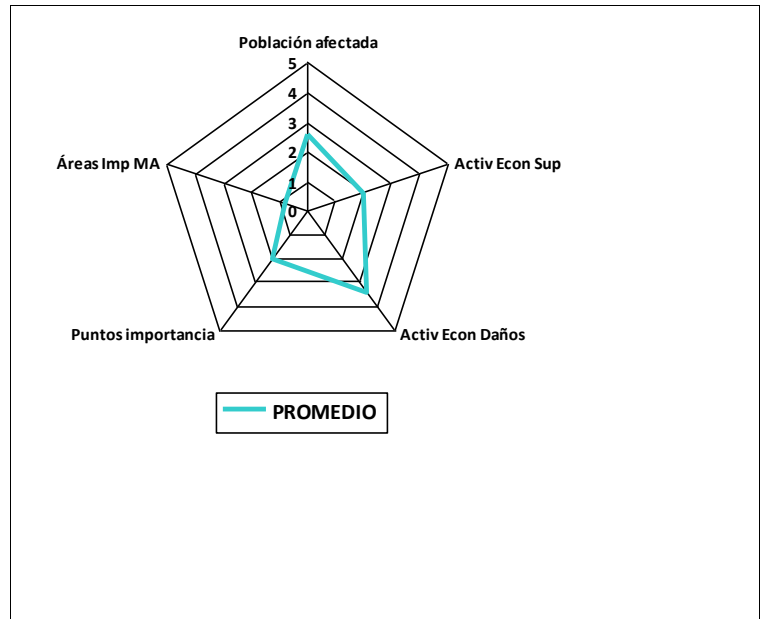 Población afectada
5
4
3
2
1
0
Áreas Imp MA
Activ Econ Sup
Puntos importancia
Activ Econ Daños
PROMEDIO